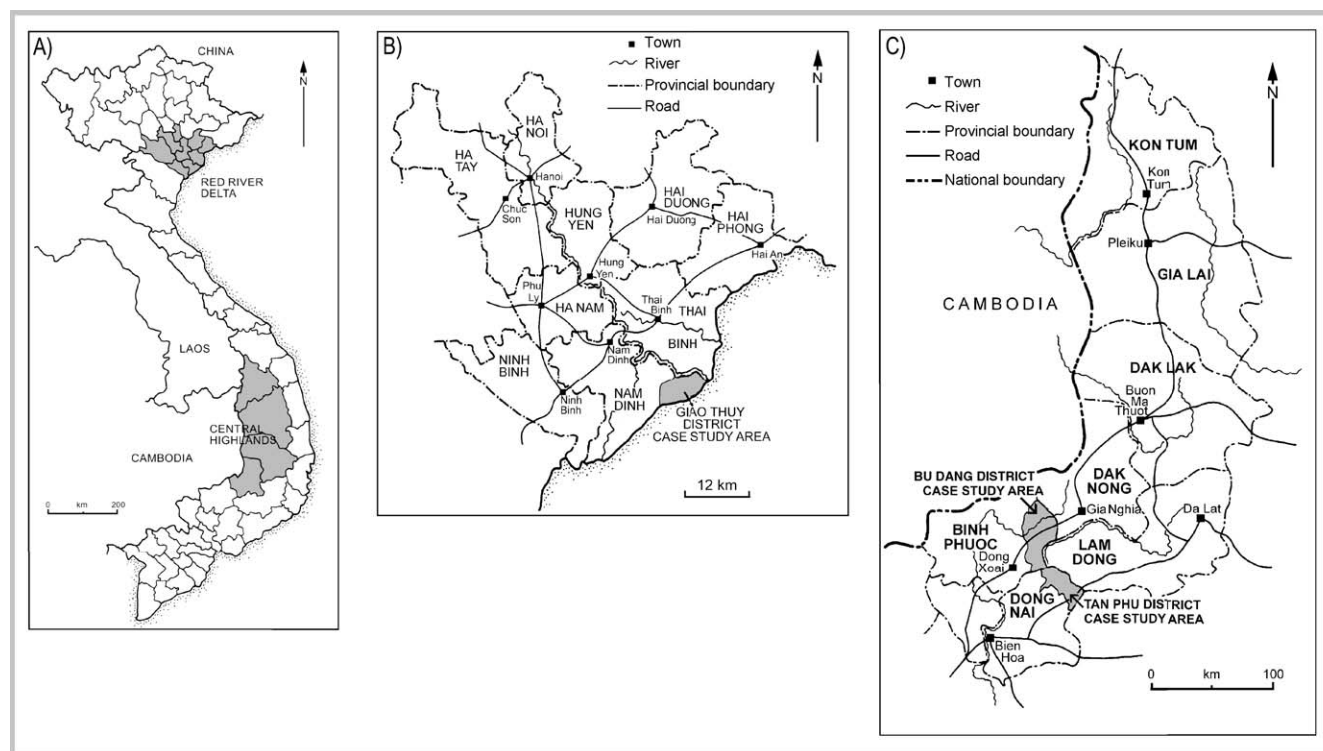 A)
CHINA
N
RED RIVER
DELTA
LAOS
CENTRAL
HIGHLANDS
CAMBODIA
0 200
km
B)
Town
River
Provincial boundary
Road
N
HA
NOI
HA
TAY
Hanoi
Chuc
Son
HUNG
YEN
HAI
DUONG
Hai Duong
HAI
PHONG
Hai An
Hung
Yen
Phu
Ly
HA NAM
Thai
Binh
THAI
BINH
Nam
Dinh
NINH
BINH
Ninh
Binh
NAM
DINH
GIAO THUY
DISTRICT
CASE STUDY AREA
12 km
C)
Town
River
Provincial boundary
Road
National boundary
N
KON TUM
Kon
Tum
Pleiku
GIA LAI
CAMBODIA
DAK LAK
Buon
Ma
Thuot
BU DANG DISTRICT
CASE STUDY AREA
DAK
NONG
Gia Nghia
Da Lat
BINH
PHUOC
Dong
Xoai
LAM
DONG
DONG
NAI
TAN PHU DISTRICT
CASE STUDY AREA
Bien
Hoa
0 km 100